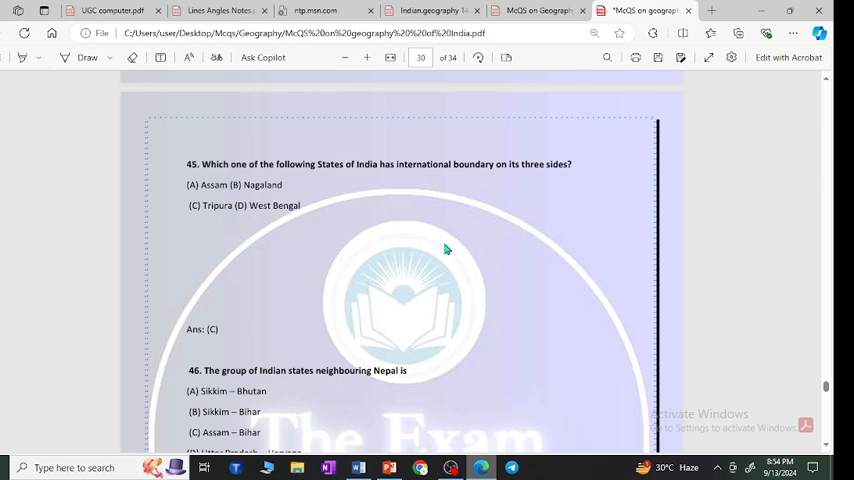 UGC computer.pdf
Lines Angles Notes.p
ntp.msn.com
Indian.geography 14
McQS on Geography
*McQS on geograph
File
C:/Users/user/Desktop/Mcqs/Geography/McQS%20on%20geography%20%20of%20India.pdf
Draw
Ask Copilot
30
of 34
Edit with Acrobat
45. Which one of the following States of India has international boundary on its three sides?
(A) Assam (B) Nagaland
(C) Tripura (D) West Bengal
Ans: (C)
46. The group of Indian states neighbouring Nepal is
(A) Sikkim – Bhutan
(B) Sikkim – Bihar
(C) Assam – Bihar
(D) Uttar Pradesh – Haryana
The Exam
Activate Windows
Go to Settings to activate Windows.
Type here to search
30°C Haze
8:54 PM
9/13/2024